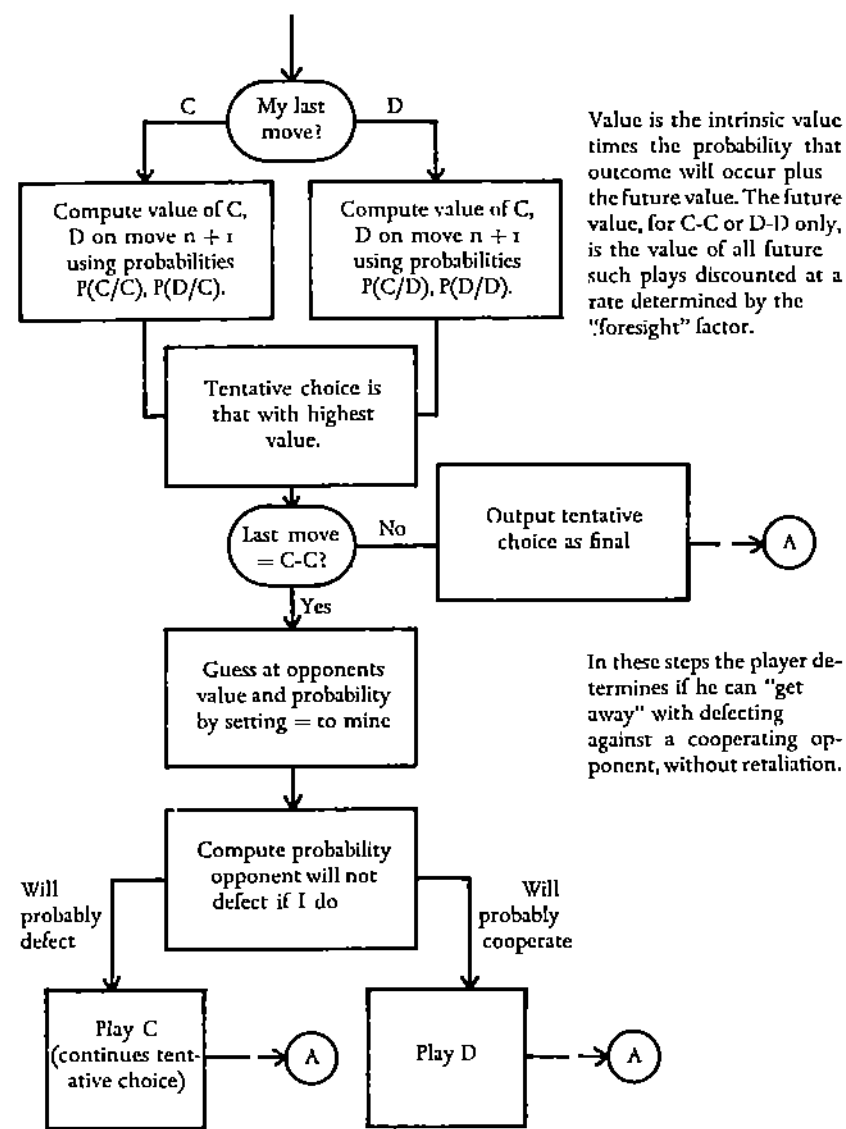 C
My last
move?
D
Value is the intrinsic value
times the probability that
outcome will occur plus
the future value. The future
value, for C-C or D-D only,
is the value of all future
such plays discounted at a
rate determined by the
"foresight" factor.
Compute value of C,
D on move n + 1
using probabilities
P(C/C), P(D/C).
Compute value of C,
D on move n + 1
using probabilities
P(C/D), P(D/D).
Tentative choice is
that with highest
value.
Last move
= C-C?
No
Output tentative
choice as final
A
Yes
Guess at opponents
value and probability
by setting = to mine
In these steps the player de-
termines if he can "get
away" with defecting
against a cooperating op-
ponent, without retaliation.
Compute probability
opponent will not
defect if I do
Will
probably
defect
Will
probably
cooperate
Play C
(continues tent-
ative choice)
A
Play D
A